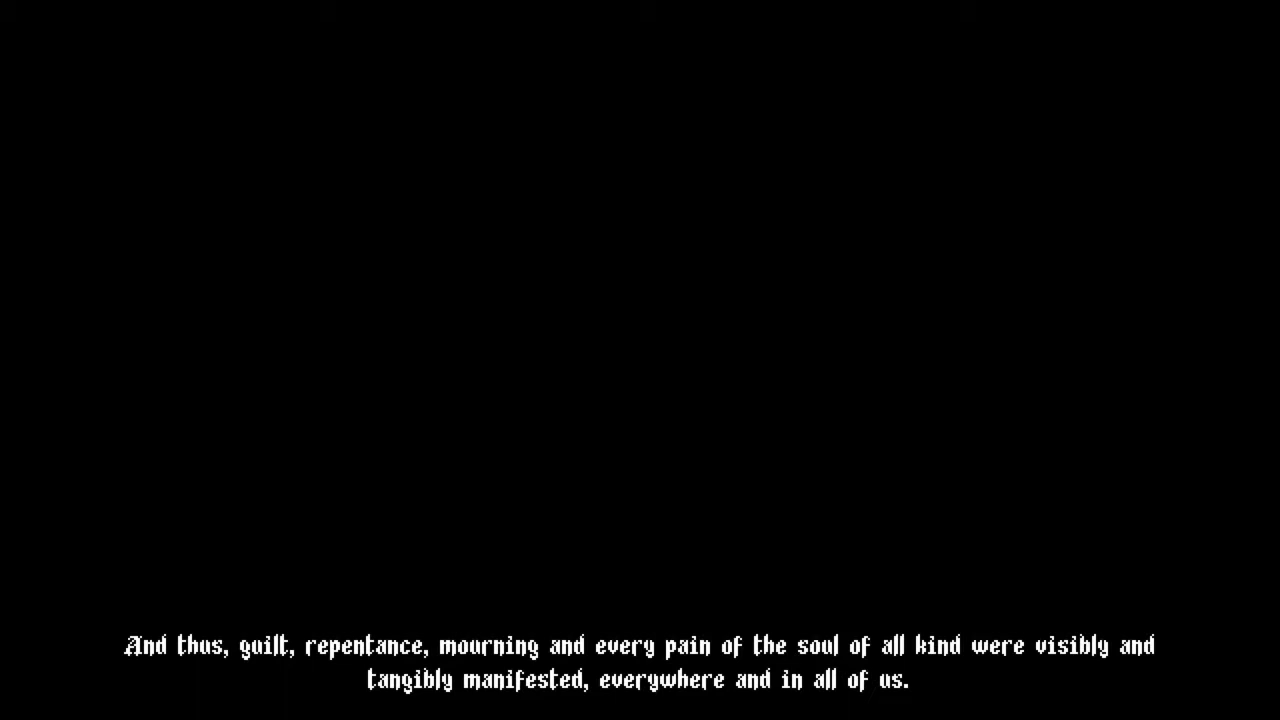 And thus, guilt, repentance, mourning and every pain of the soul of all kind were visibly and
tangibly manifested, everywhere and in all of us.